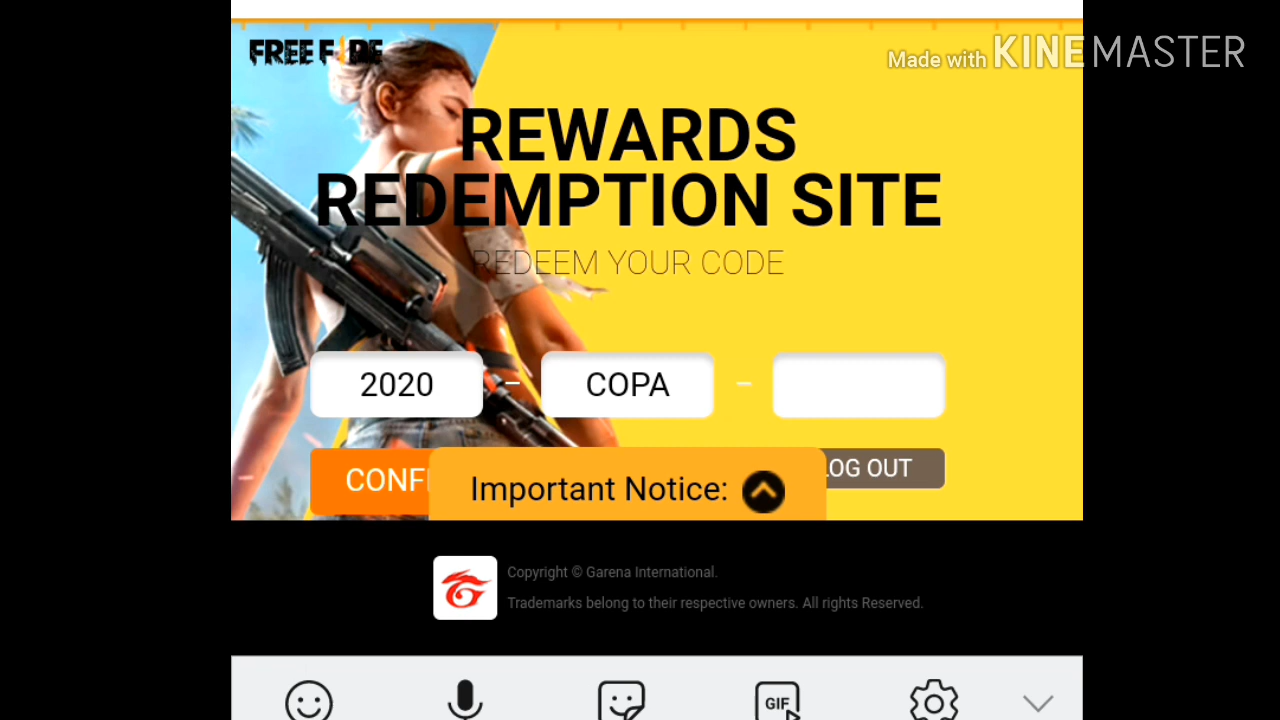 FREE FIRE
Made with KINEMASTER
REWARDS
REDEMPTION SITE
REDEEM YOUR CODE
2020 - COPA -
CONFI
LOG OUT
Important Notice:
Copyright © Garena International.
Trademarks belong to their respective owners. All rights Reserved.
GIF